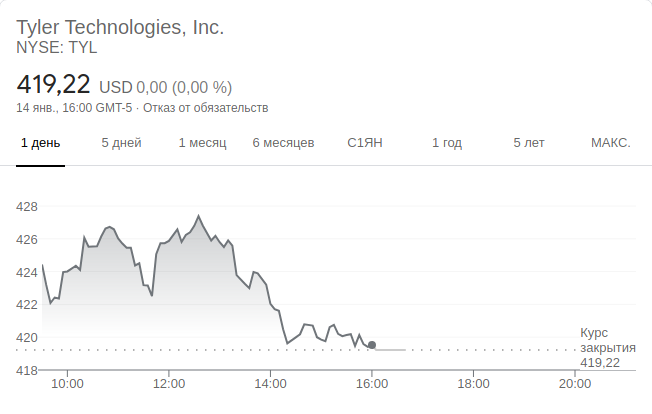 Tyler Technologies, Inc.
NYSE: TYL
419,22 USD 0,00 (0,00 %)
14 янв., 16:00 GMT-5 · Отказ от обязательств
1 день 5 дней 1 месяц 6 месяцев С1ЯН 1 год 5 лет МАКС.
428
426
424
422
420
418
Курс
закрытия
419,22
10:00 12:00 14:00 16:00 18:00 20:00